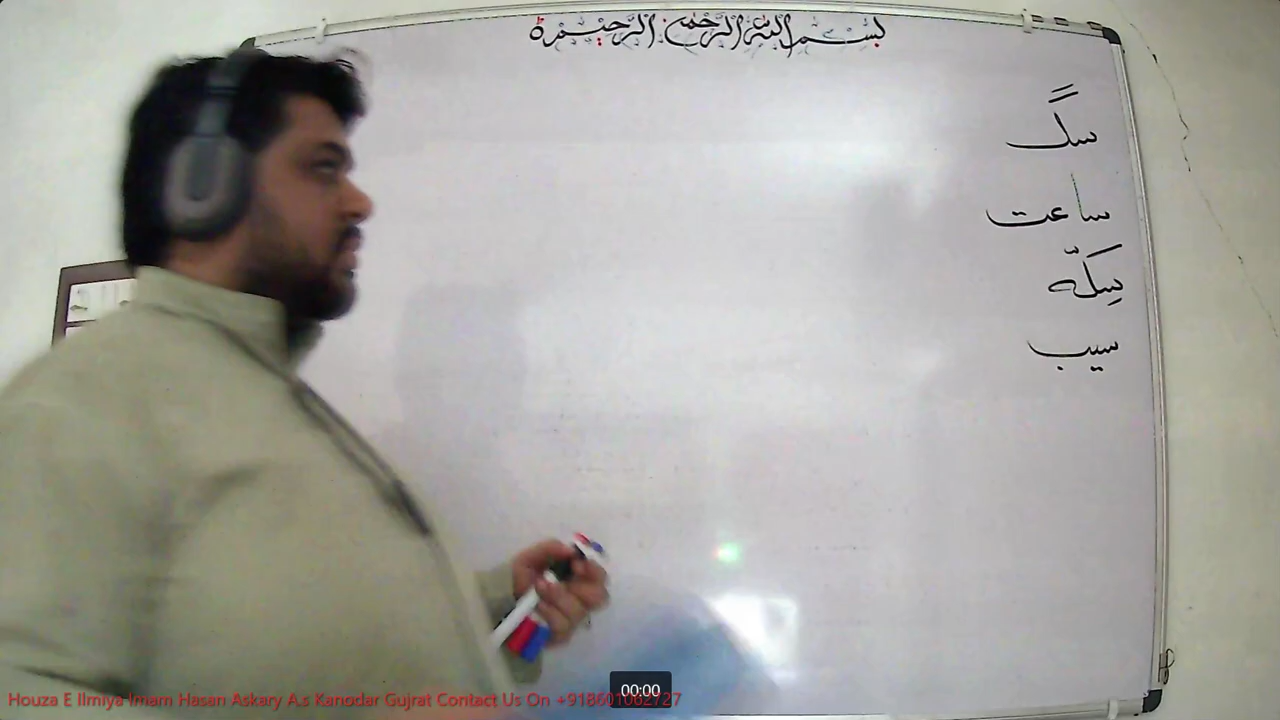 بسم الله الرحمن الرحیم
سگ
ساعت
سِکّه
سیب
Houza E Ilmiya Imam Hasan Askary A.s Kanodar Gujrat Contact Us On +918601062727
00:00